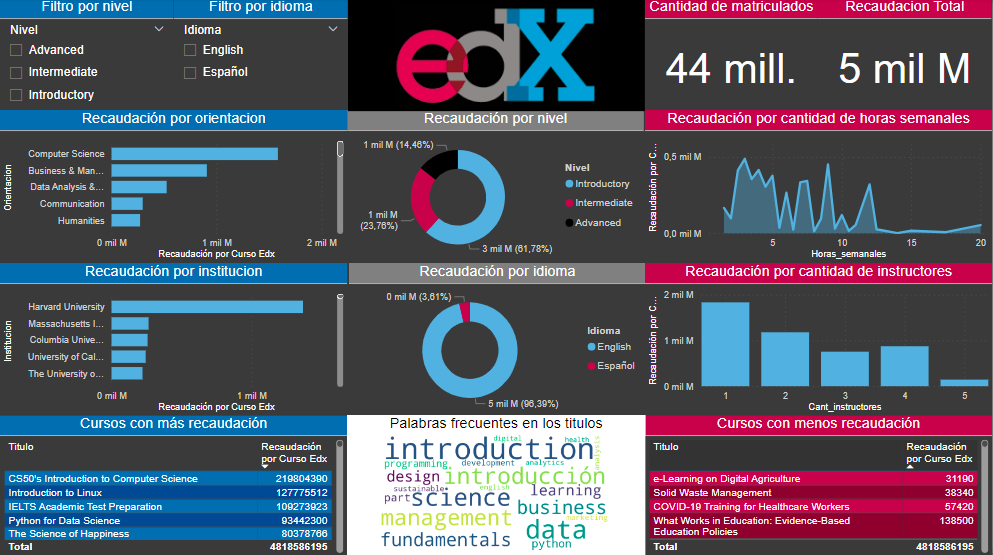 Filtro por nivel
Filtro por idioma
Nivel
Advanced
Intermediate
Introductory
Idioma
English
Español
edX
Cantidad de matriculados
Recaudacion Total
44 mill.
5 mil M
Recaudación por orientacion
Orientacion
Computer Science
Business & Man...
Data Analysis &...
Communication
Humanities
0 mil M
1 mil M
2 mil M
Recaudación por Curso Edx
Recaudación por nivel
1 mil M (14,46%)
1 mil M
(23,76%)
3 mil M (61,78%)
Nivel
Introductory
Intermediate
Advanced
Recaudación por cantidad de horas semanales
Recaudación por C...
0,5 mil M
0,0 mil M
5
10
15
20
Horas_semanales
Recaudación por institucion
Institucion
Harvard University
Massachusetts I...
Columbia Unive...
University of Cal...
The University o...
0 mil M
1 mil M
Recaudación por Curso Edx
Recaudación por idioma
0 mil M (3,61%)
5 mil M (96,39%)
Idioma
English
Español
Recaudación por cantidad de instructores
Recaudación por C...
2 mil M
1 mil M
0 mil M
1
2
3
4
5
Cant_instructores
Cursos con más recaudación
Titulo
Recaudación
por Curso Edx
CS50's Introduction to Computer Science 219804390
Introduction to Linux 127775512
IELTS Academic Test Preparation 109273923
Python for Data Science 93442300
The Science of Happiness 80378766
Total 4818586195
Palabras frecuentes en los titulos
digital
health
introduction
analysis
programming
development
analytics
design
introducción
sustainable
english
part
science
learning
business
management
marketing
data
fundamentals
python
Cursos con menos recaudación
Titulo
Recaudación
por Curso Edx
e-Learning on Digital Agriculture 31190
Solid Waste Management 38340
COVID-19 Training for Healthcare Workers 57420
What Works in Education: Evidence-Based 138500
Education Policies
Total 4818586195